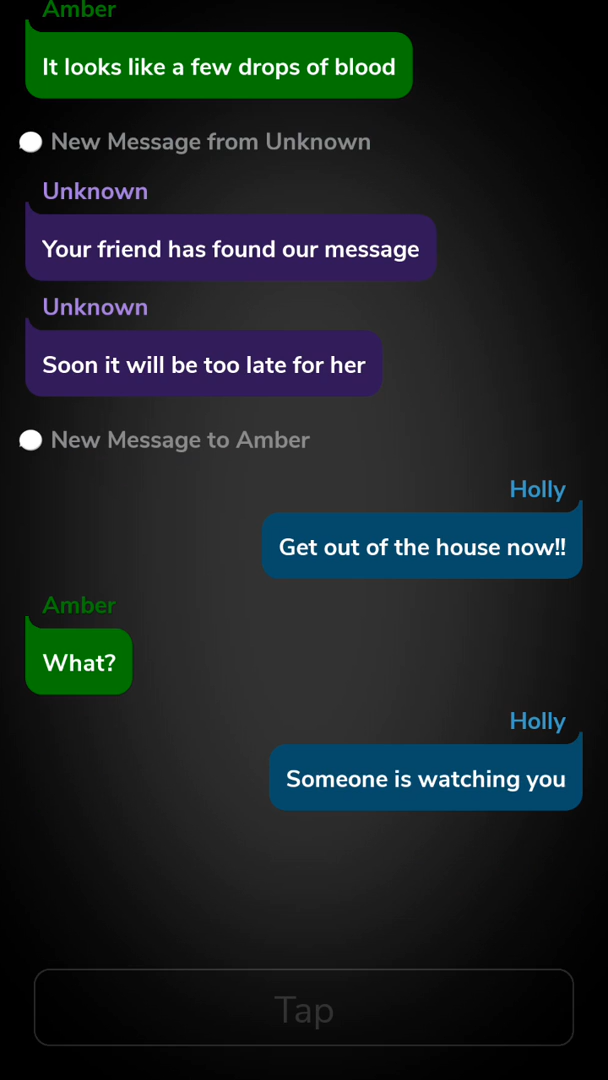 Amber
It looks like a few drops of blood
New Message from Unknown
Unknown
Your friend has found our message
Unknown
Soon it will be too late for her
New Message to Amber
Holly
Get out of the house now!!
Amber
What?
Holly
Someone is watching you
Tap